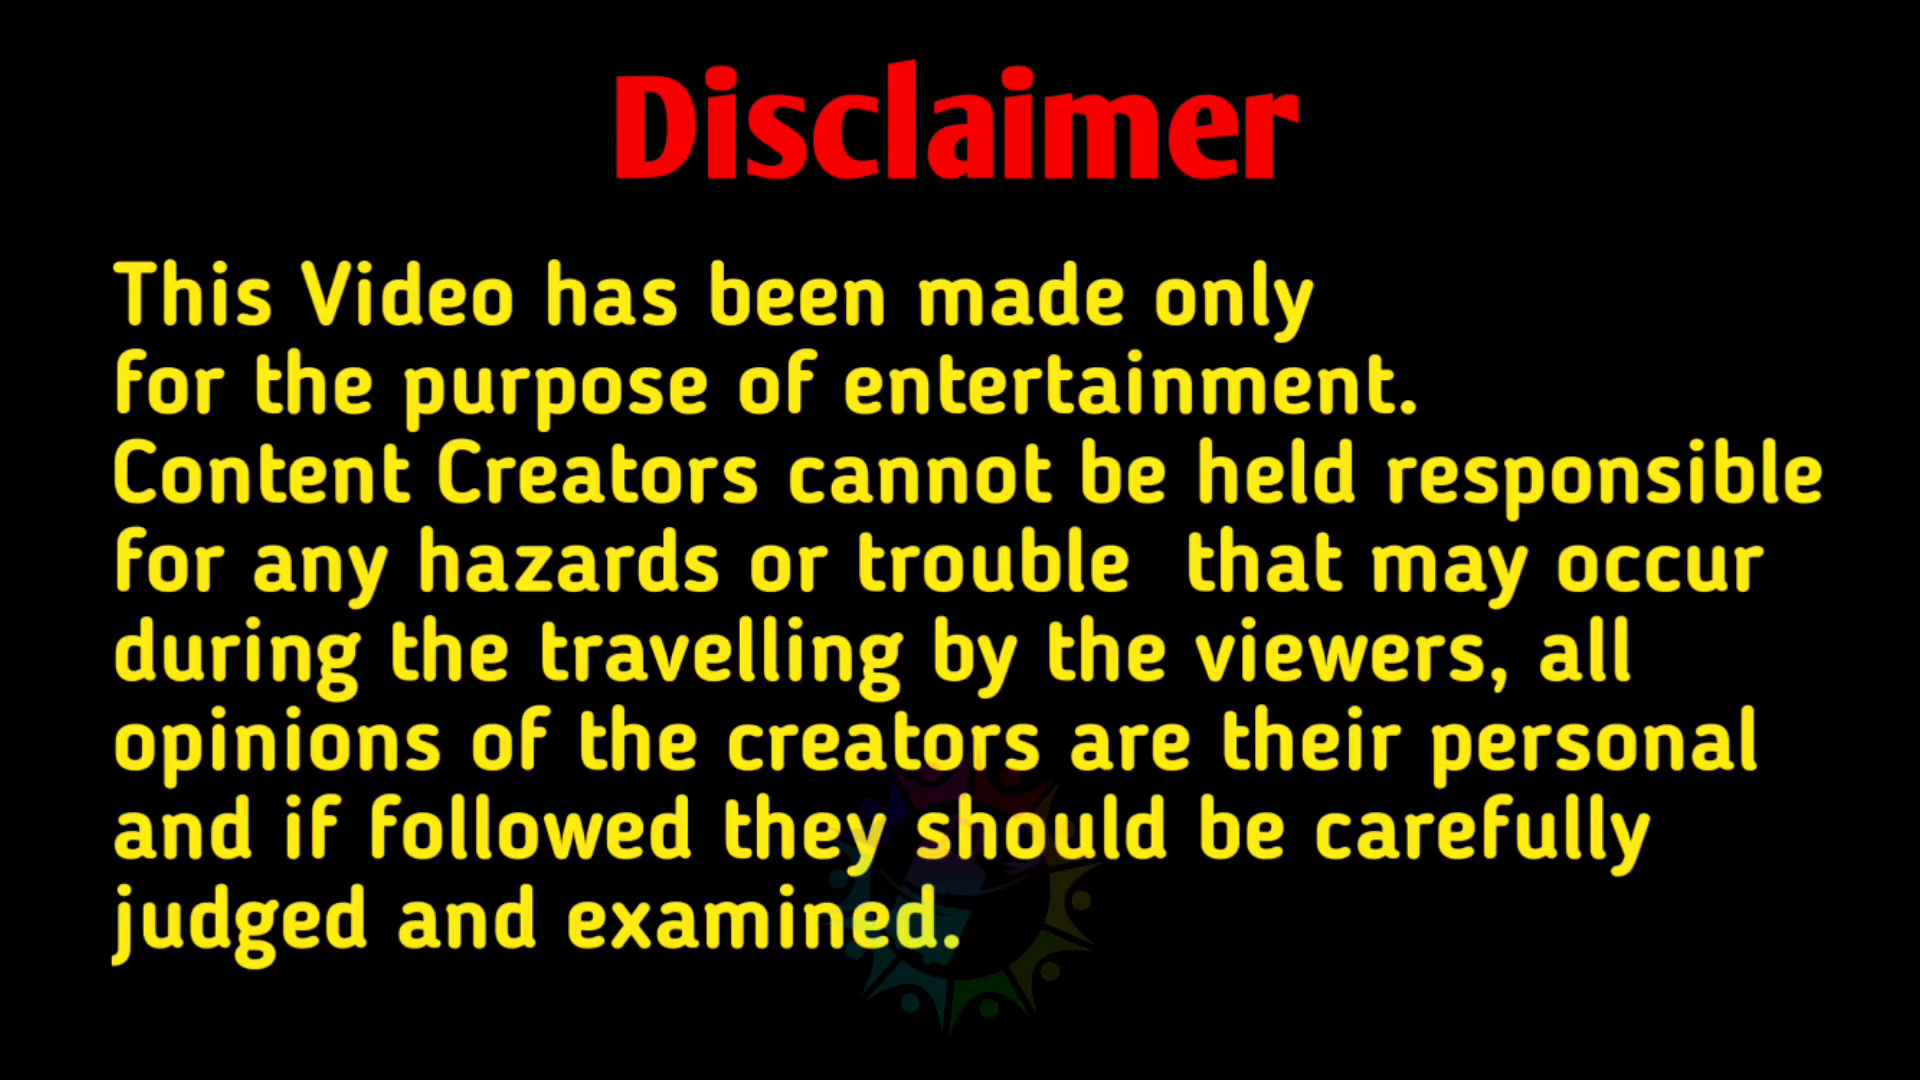 Disclaimer
This Video has been made only
for the purpose of entertainment.
Content Creators cannot be held responsible
for any hazards or trouble  that may occur
during the travelling by the viewers, all
opinions of the creators are their personal
and if followed they should be carefully
judged and examined.